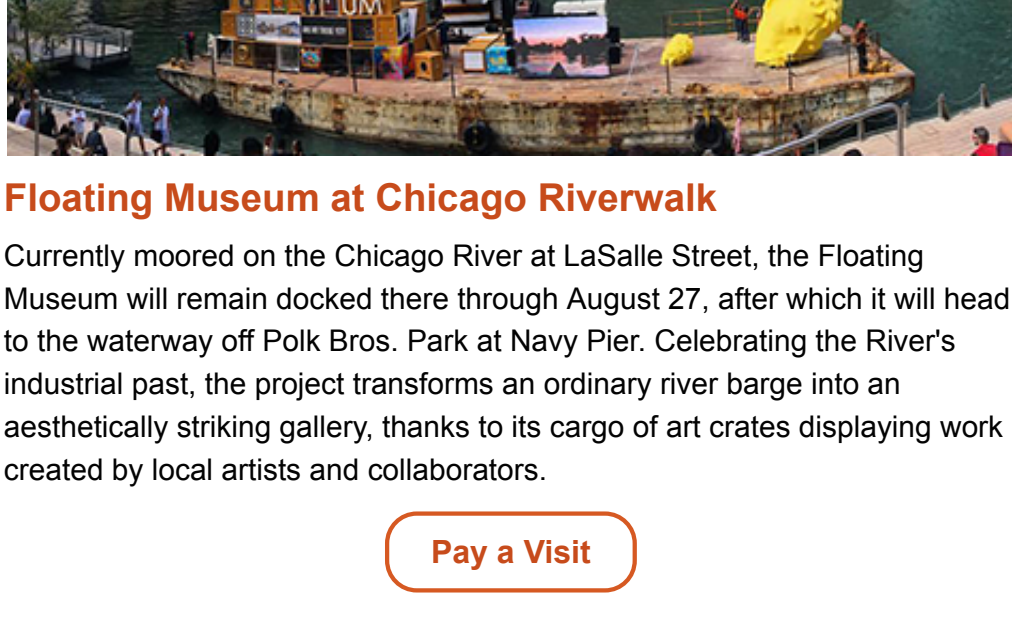 UM
Floating Museum at Chicago Riverwalk
Currently moored on the Chicago River at LaSalle Street, the Floating
Museum will remain docked there through August 27, after which it will head
to the waterway off Polk Bros. Park at Navy Pier. Celebrating the River's
industrial past, the project transforms an ordinary river barge into an
aesthetically striking gallery, thanks to its cargo of art crates displaying work
created by local artists and collaborators.
Pay a Visit